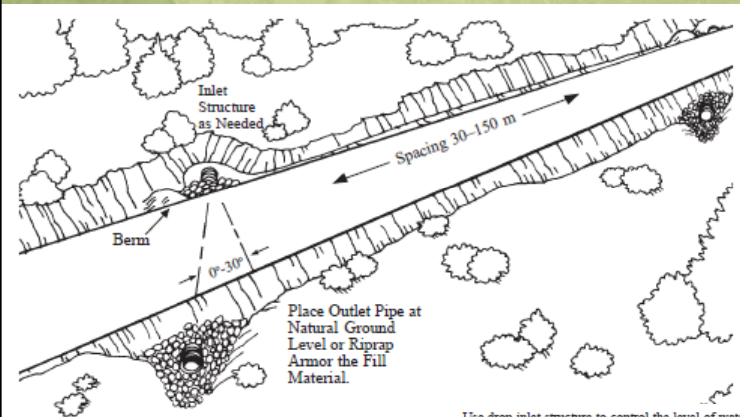 Inlet
Structure
as Needed
Spacing 30–150 m
Berm
0°-30°
Place Outlet Pipe at
Natural Ground
Level or Riprap
Armor the Fill
Material.
Use drop inlet structure to control the level of